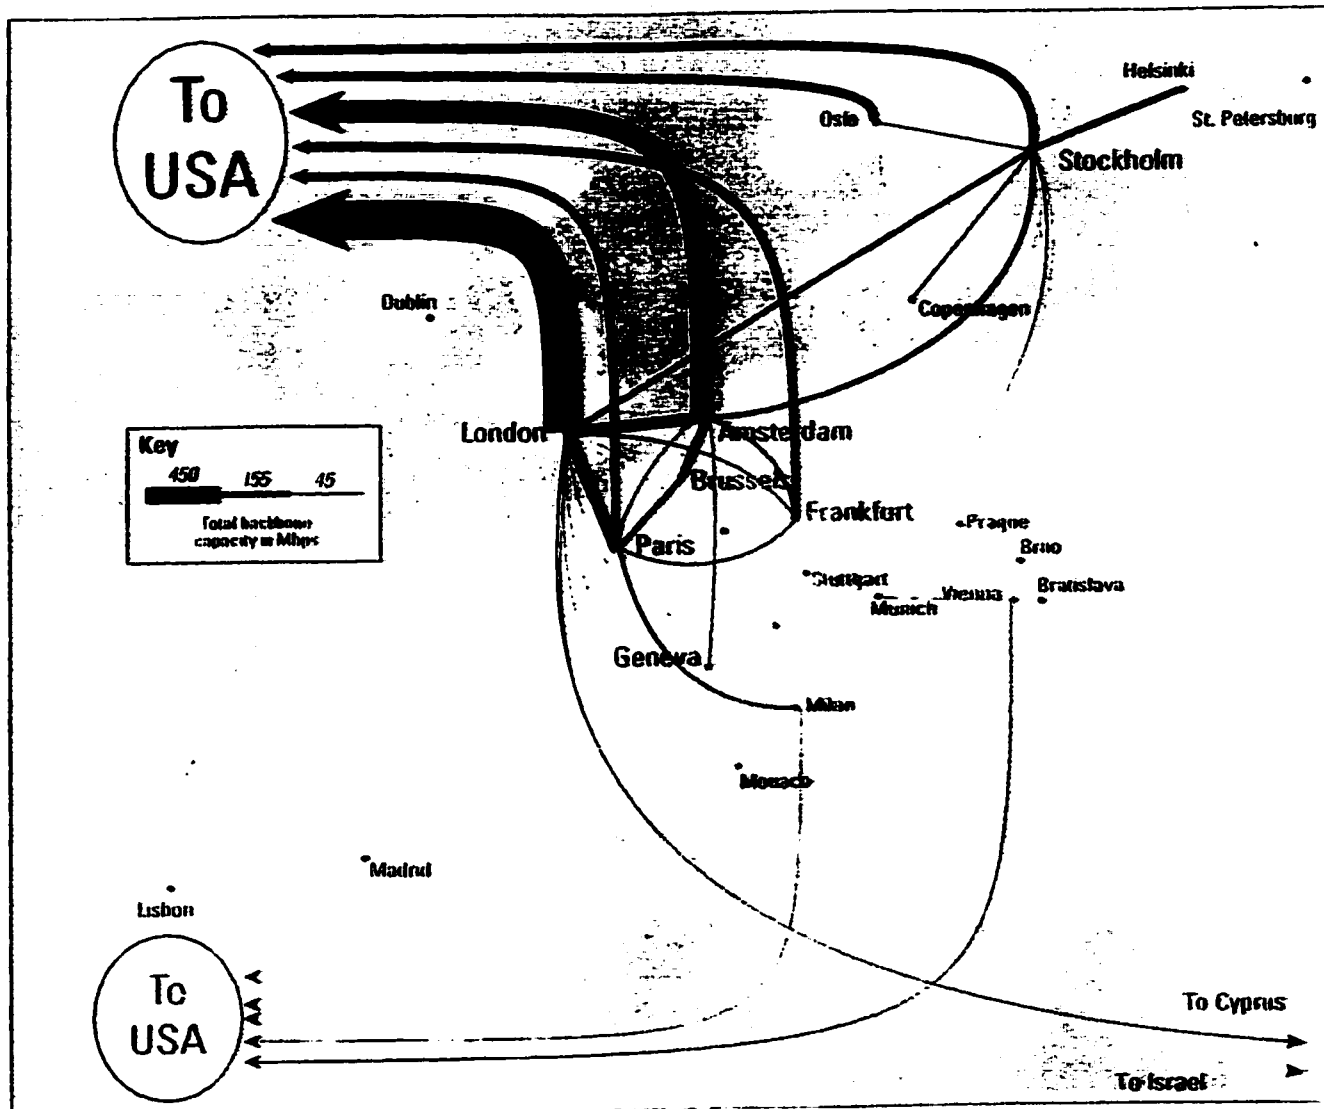 To
USA
Helsinki
Oslo
St. Petersburg
Stockholm
Dublin
Copenhagen
London
Amsterdam
Key
450 155 45
Total backbone
capacity in Mbps
Brussels
Frankfurt
Paris
Prague
Brno
Stuttgart
Munich
Vienna
Bratislava
Geneva
Milan
Monaco
Madrid
Lisbon
To
USA
To Cyprus
To Israel